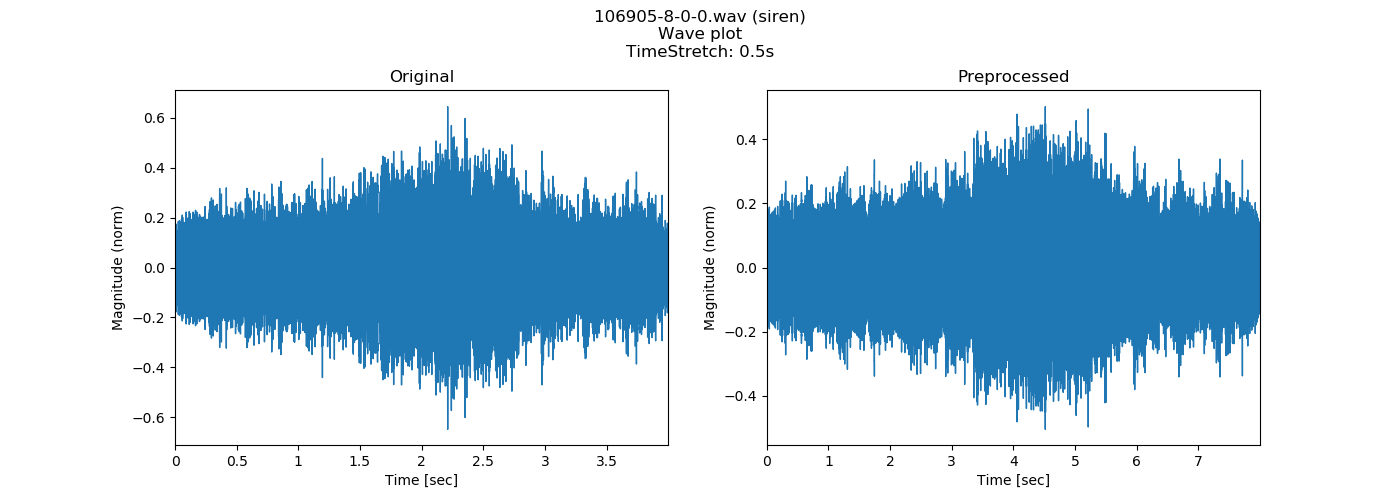 106905-8-0-0.wav (siren)
Wave plot
TimeStretch: 0.5s
Original
Magnitude (norm)
0.6
0.4
0.2
0.0
−0.2
−0.4
−0.6
0 0.5 1 1.5 2 2.5 3 3.5
Time [sec]
Preprocessed
Magnitude (norm)
0.4
0.2
0.0
−0.2
−0.4
0 1 2 3 4 5 6 7
Time [sec]